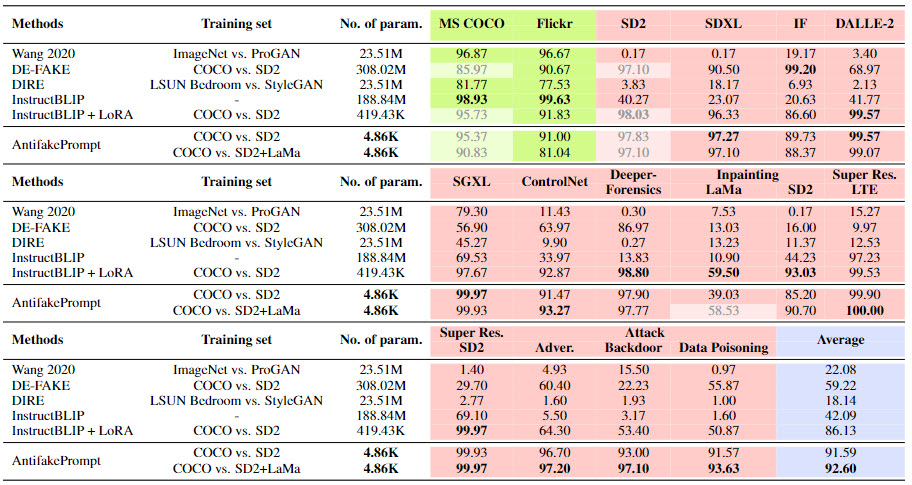 Methods Training set No. of param. MS COCO Flickr SD2 SDXL IF DALLE-2
Wang 2020 ImageNet vs. ProGAN 23.51M 96.87 96.67 0.17 0.17 19.17 3.40
DE-FAKE COCO vs. SD2 308.02M 85.97 90.67 97.10 90.50 99.20 68.97
DIRE LSUN Bedroom vs. StyleGAN 23.51M 81.77 77.53 3.83 18.17 6.93 2.13
InstructBLIP - 188.84M 98.93 99.63 40.27 23.07 20.63 41.77
InstructBLIP + LoRA COCO vs. SD2 419.43K 95.73 91.83 98.03 96.33 86.60 99.57
AntifakePrompt COCO vs. SD2 4.86K 95.37 91.00 97.83 97.27 89.73 99.57
COCO vs. SD2+LaMa 4.86K 90.83 81.04 97.10 97.10 88.37 99.07
Methods Training set No. of param. SGXL ControlNet Deeper-Forensics Inpainting LaMa SD2 Super Res. LTE
Wang 2020 ImageNet vs. ProGAN 23.51M 79.30 11.43 0.30 7.53 0.17 15.27
DE-FAKE COCO vs. SD2 308.02M 56.90 63.97 86.97 13.03 16.00 9.97
DIRE LSUN Bedroom vs. StyleGAN 23.51M 45.27 9.90 0.27 13.23 11.37 12.53
InstructBLIP - 188.84M 69.53 33.97 13.83 10.90 44.23 97.23
InstructBLIP + LoRA COCO vs. SD2 419.43K 97.67 92.87 98.80 59.50 93.03 99.53
AntifakePrompt COCO vs. SD2 4.86K 99.97 91.47 97.90 39.03 85.20 99.90
COCO vs. SD2+LaMa 4.86K 99.93 93.27 97.77 58.53 90.70 100.00
Methods Training set No. of param. Super Res. SD2 Attack Adver. Backdoor Data Poisoning Average
Wang 2020 ImageNet vs. ProGAN 23.51M 1.40 4.93 15.50 0.97 22.08
DE-FAKE COCO vs. SD2 308.02M 29.70 60.40 22.23 55.87 59.22
DIRE LSUN Bedroom vs. StyleGAN 23.51M 2.77 1.60 1.93 1.00 18.14
InstructBLIP - 188.84M 69.10 5.50 3.17 1.60 42.09
InstructBLIP + LoRA COCO vs. SD2 419.43K 99.97 64.30 53.40 50.87 86.13
AntifakePrompt COCO vs. SD2 4.86K 99.93 96.70 93.00 91.57 91.59
COCO vs. SD2+LaMa 4.86K 99.97 97.20 97.10 93.63 92.60